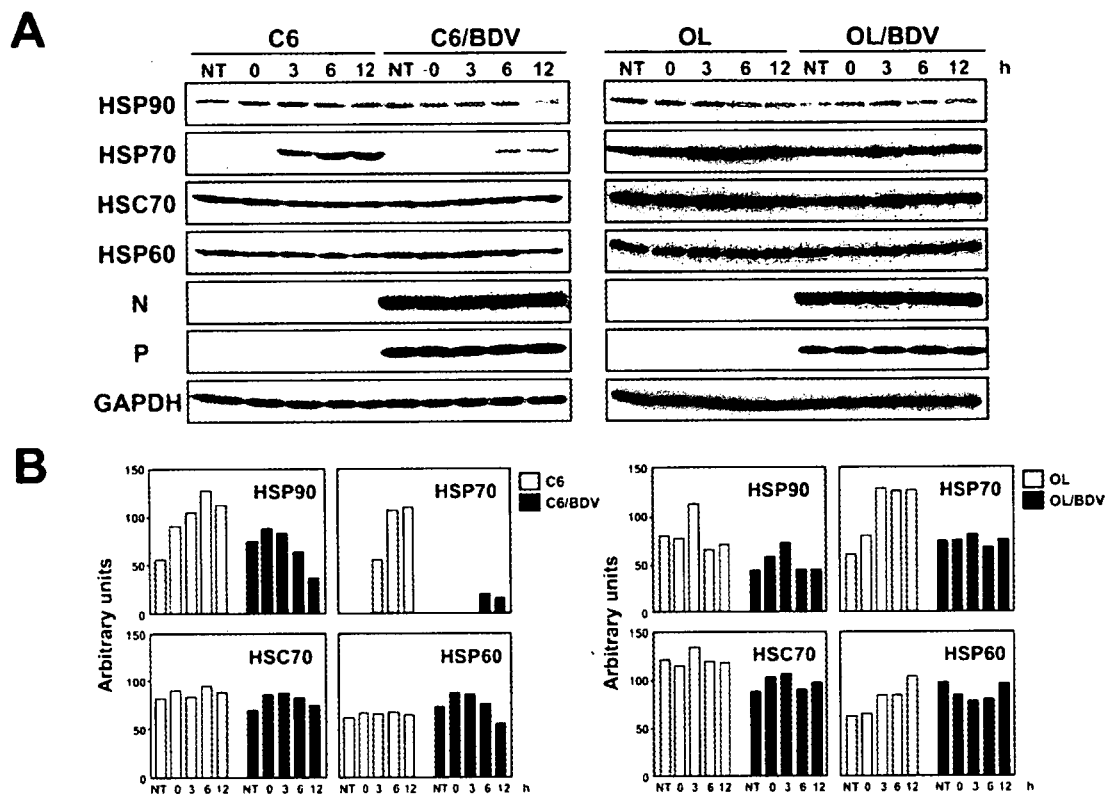 A
C6 C6/BDV OL OL/BDV
NT 0 3 6 12 NT -0 3 6 12 NT 0 3 6 12 NT 0 3 6 12 h
HSP90
HSP70
HSC70
HSP60
N
P
GAPDH
B
150 HSP90 HSP70 C6 150 HSP90 HSP70 OL
C6/BDV OL/BDV
100 100
50 50
0 0
Arbitrary units Arbitrary units
150 HSC70 HSP60 150 HSC70 HSP60
100 100
50 50
0 0
NT 0 3 6 12 NT 0 3 6 12 NT 0 3 6 12 NT 0 3 6 12 h NT 0 3 6 12 NT 0 3 6 12 NT 0 3 6 12 NT 0 3 6 12 h